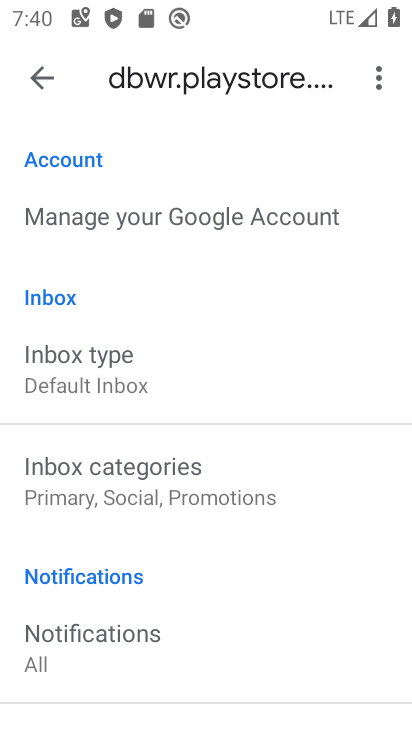 7:40
LTE
dbwr.playstore....
Account
Manage your Google Account
Inbox
Inbox type
Default Inbox
Inbox categories
Primary, Social, Promotions
Notifications
Notifications
All